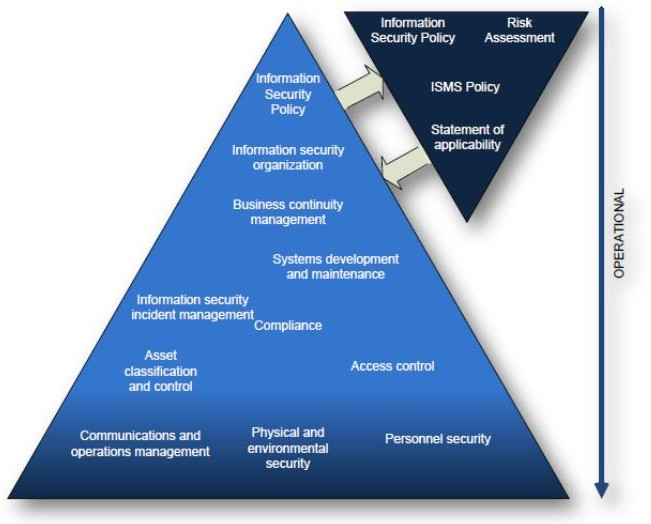 Information
Security Policy
Risk
Assessment
ISMS Policy
Statement of
applicability
Information
Security
Policy
Information security
organization
Business continuity
management
Systems development
and maintenance
Information security
incident management
Compliance
Asset
classification
and control
Access control
Communications and
operations management
Physical and
environmental
security
Personnel security
OPERATIONAL